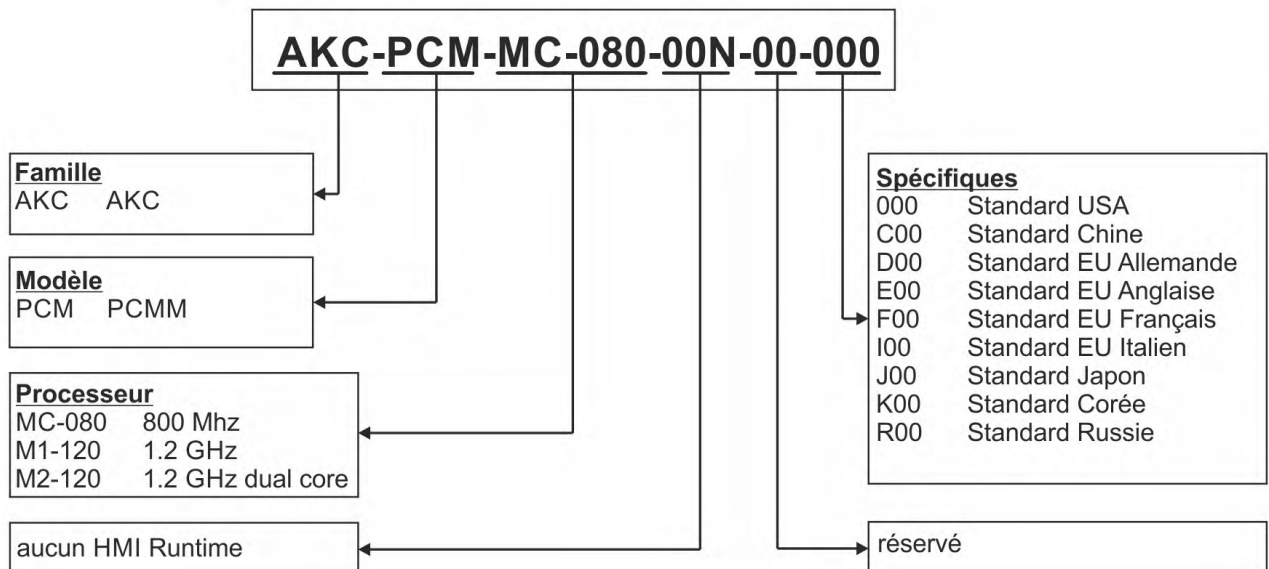 AKC-PCM-MC-080-00N-00-000
Famille
AKC AKC
Modèle
PCM PCMM
Processeur
MC-080 800 Mhz
M1-120 1.2 GHz
M2-120 1.2 GHz dual core
aucun HMI Runtime
Spécifiques
000 Standard USA
C00 Standard Chine
D00 Standard EU Allemande
E00 Standard EU Anglaise
F00 Standard EU Français
I00 Standard EU Italien
J00 Standard Japon
K00 Standard Corée
R00 Standard Russie
réservé